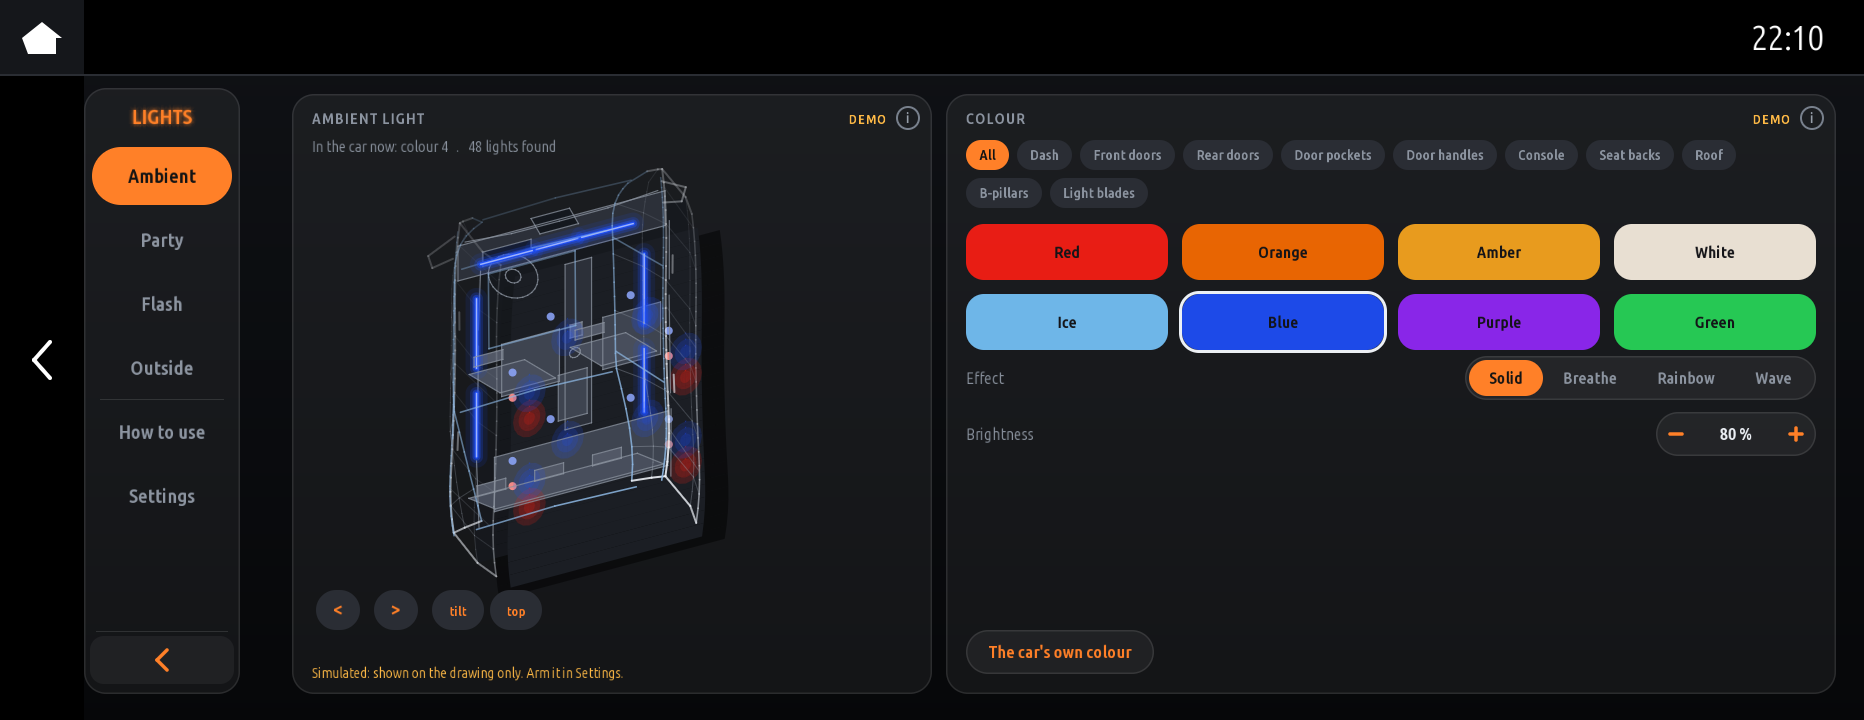 22:10
LIGHTS
Ambient
Party
Flash
Outside
How to use
Settings
AMBIENT LIGHT
DEMO
i
In the car now: colour 4 . 48 lights found
< > tilt top
Simulated: shown on the drawing only. Arm it in Settings.
COLOUR
DEMO
i
All Dash Front doors Rear doors Door pockets Door handles Console Seat backs Roof
B-pillars Light blades
Red Orange Amber White
Ice Blue Purple Green
Effect Solid Breathe Rainbow Wave
Brightness − 80 % +
The car's own colour